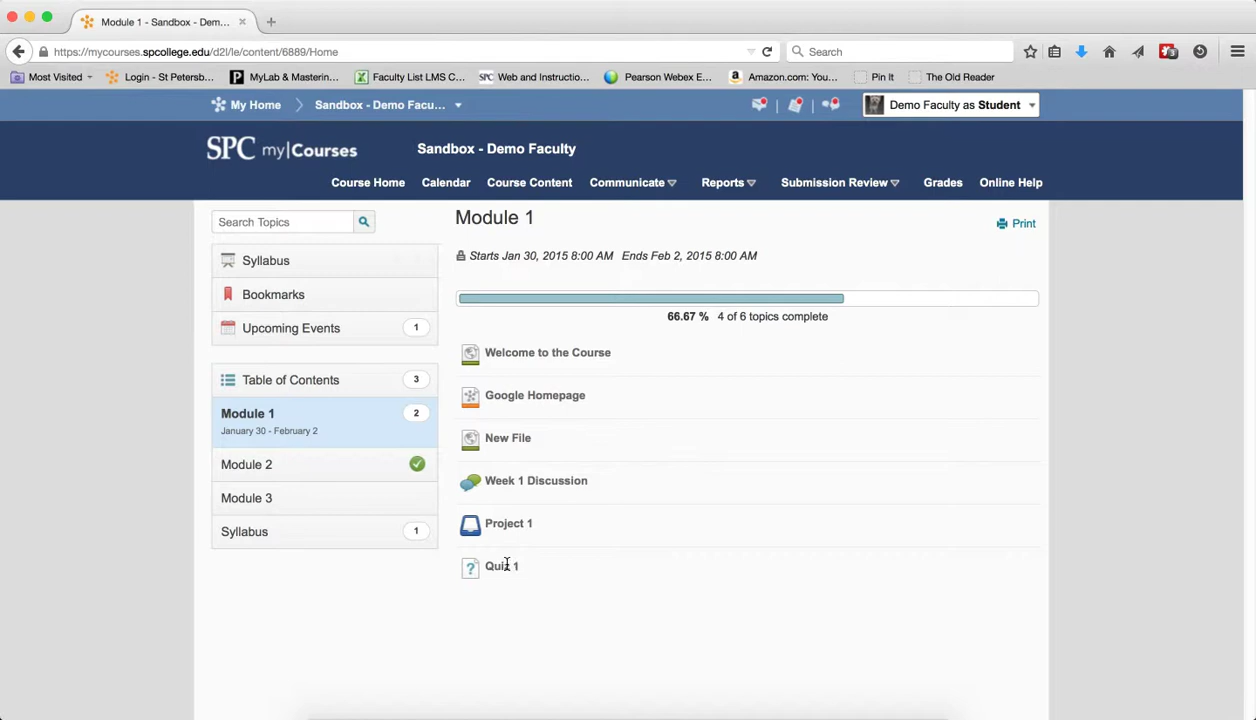 Module 1 - Sandbox - Dem...
https://mycourses.spcollege.edu/d2l/le/content/6889/Home
Search
Most Visited
Login - St Petersb...
MyLab & Mastering...
Faculty List LMS C...
Web and Instructio...
Pearson Webex E...
Amazon.com: You...
Pin It
The Old Reader
My Home
Sandbox - Demo Facu...
Demo Faculty as Student
SPC my|Courses
Sandbox - Demo Faculty
Course Home
Calendar
Course Content
Communicate
Reports
Submission Review
Grades
Online Help
Search Topics
Syllabus
Bookmarks
Upcoming Events 1
Table of Contents 3
Module 1 2
January 30 - February 2
Module 2
Module 3
Syllabus 1
Module 1
Print
Starts Jan 30, 2015 8:00 AM Ends Feb 2, 2015 8:00 AM
66.67 % 4 of 6 topics complete
Welcome to the Course
Google Homepage
New File
Week 1 Discussion
Project 1
Quiz 1